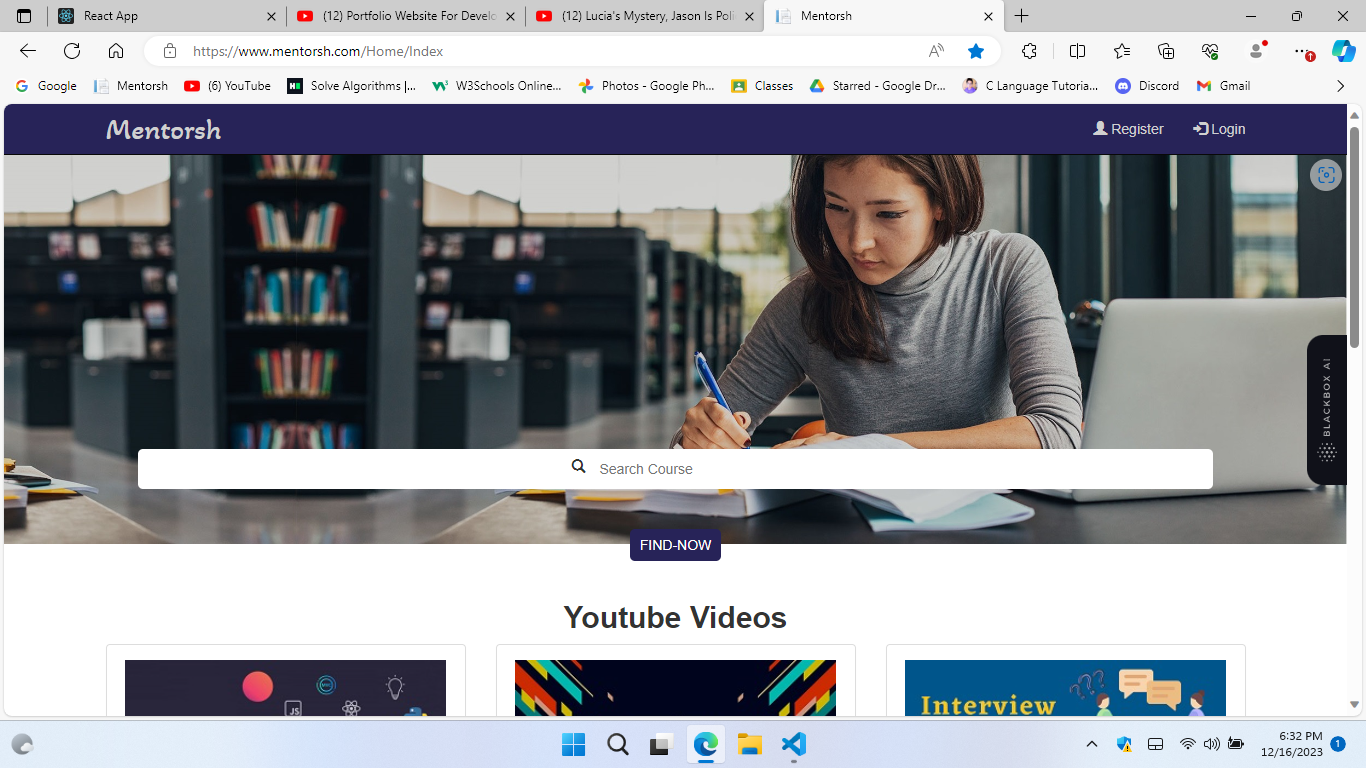 React App
(12) Portfolio Website For Develo
(12) Lucia's Mystery, Jason Is Poli
Mentorsh
https://www.mentorsh.com/Home/Index
Google
Mentorsh
(6) YouTube
Solve Algorithms |...
W3Schools Online...
Photos - Google Ph...
Classes
Starred - Google Dr...
C Language Tutoria...
Discord
Gmail
Mentorsh
Register
Login
BLACKBOX AI
Search Course
FIND-NOW
Youtube Videos
JS
Interview
6:32 PM
12/16/2023
1